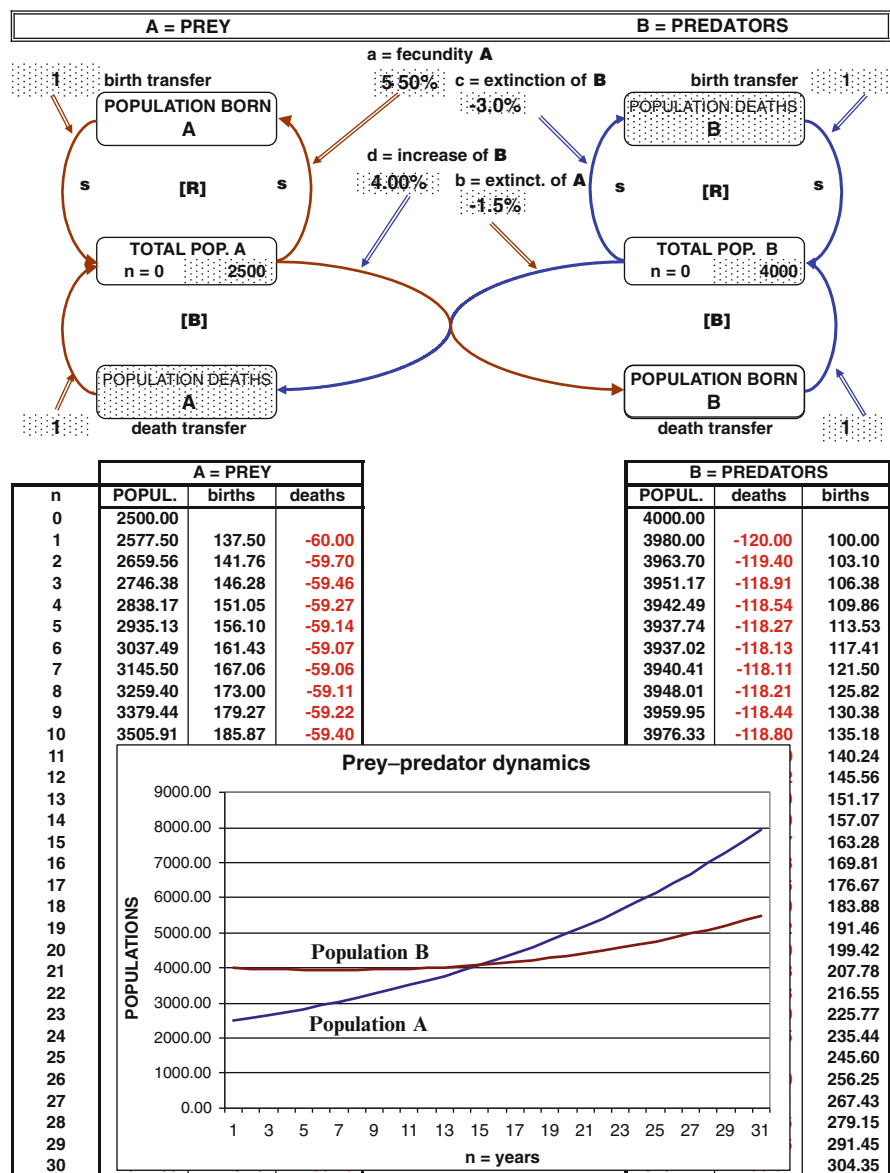 A = PREY B = PREDATORS
a = fecundity A
1 birth transfer 5.50% c = extinction of B birth transfer 1
-3.0%
POPULATION BORN
A
POPULATION DEATHS
B
d = increase of B
4.00% b = extinct. of A
-1.5%
s [R] s s [R] s
TOTAL POP. A
n = 0 2500
TOTAL POP. B
n = 0 4000
[B] [B]
POPULATION DEATHS
A
POPULATION BORN
B
1 death transfer death transfer 1
A = PREY B = PREDATORS
n POPUL. births deaths POPUL. deaths births
0 2500.00 4000.00
1 2577.50 137.50 -60.00 3980.00 -120.00 100.00
2 2659.56 141.76 -59.70 3963.70 -119.40 103.10
3 2746.38 146.28 -59.46 3951.17 -118.91 106.38
4 2838.17 151.05 -59.27 3942.49 -118.54 109.86
5 2935.13 156.10 -59.14 3937.74 -118.27 113.53
6 3037.49 161.43 -59.07 3937.02 -118.13 117.41
7 3145.50 167.06 -59.06 3940.41 -118.11 121.50
8 3259.40 173.00 -59.11 3948.01 -118.21 125.82
9 3379.44 179.27 -59.22 3959.95 -118.44 130.38
10 3505.91 185.87 -59.40 3976.33 -118.80 135.18
11 140.24
12 145.56
13 151.17
14 157.07
15 163.28
16 169.81
17 176.67
18 183.88
19 191.46
20 199.42
21 207.78
22 216.55
23 225.77
24 235.44
25 245.60
26 256.25
27 267.43
28 279.15
29 291.45
30 304.35
Prey–predator dynamics
9000.00
8000.00
7000.00
6000.00
5000.00
4000.00
3000.00
2000.00
1000.00
0.00
POPULATIONS
Population B
Population A
1 3 5 7 9 11 13 15 17 19 21 23 25 27 29 31
n = years